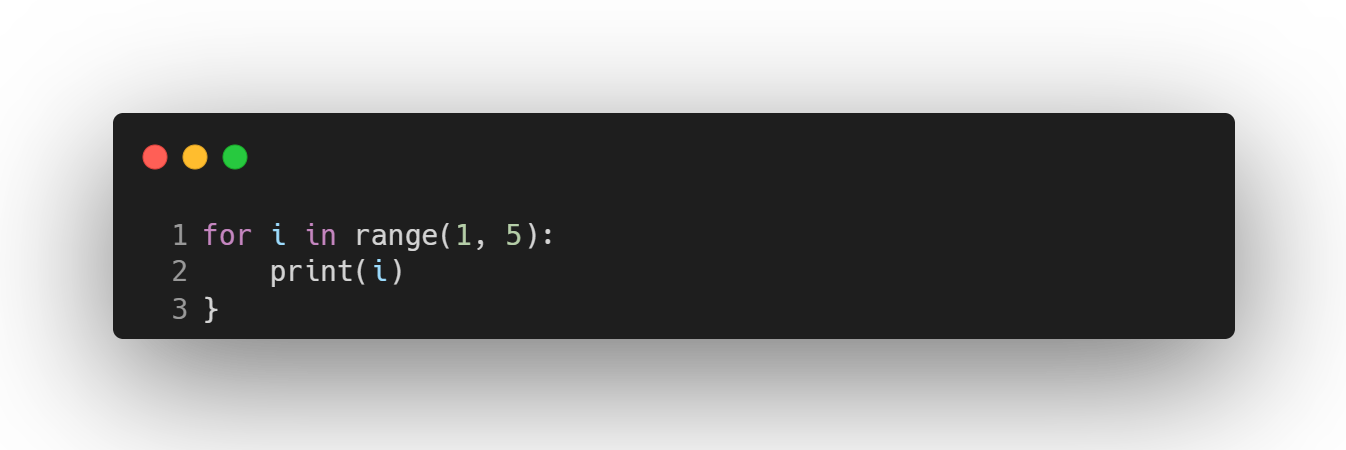 1 for i in range(1, 5):
2     print(i)
3 }